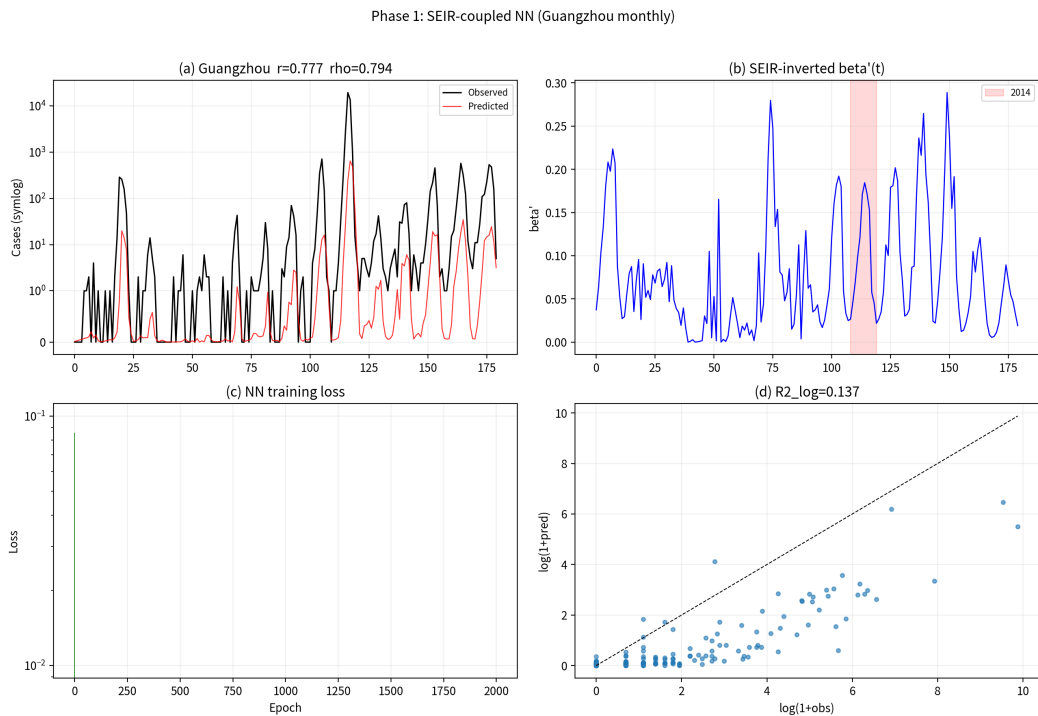 Phase 1: SEIR-coupled NN (Guangzhou monthly)
(a) Guangzhou  r=0.777  rho=0.794
Cases (symlog)
10⁴
10³
10²
10¹
10⁰
0
Observed
Predicted
0 25 50 75 100 125 150 175
(b) SEIR-inverted beta'(t)
beta'
0.30
0.25
0.20
0.15
0.10
0.05
0.00
2014
0 25 50 75 100 125 150 175
(c) NN training loss
Loss
10⁻¹
10⁻²
0 250 500 750 1000 1250 1500 1750 2000
Epoch
(d) R2_log=0.137
log(1+pred)
10
8
6
4
2
0
0 2 4 6 8 10
log(1+obs)